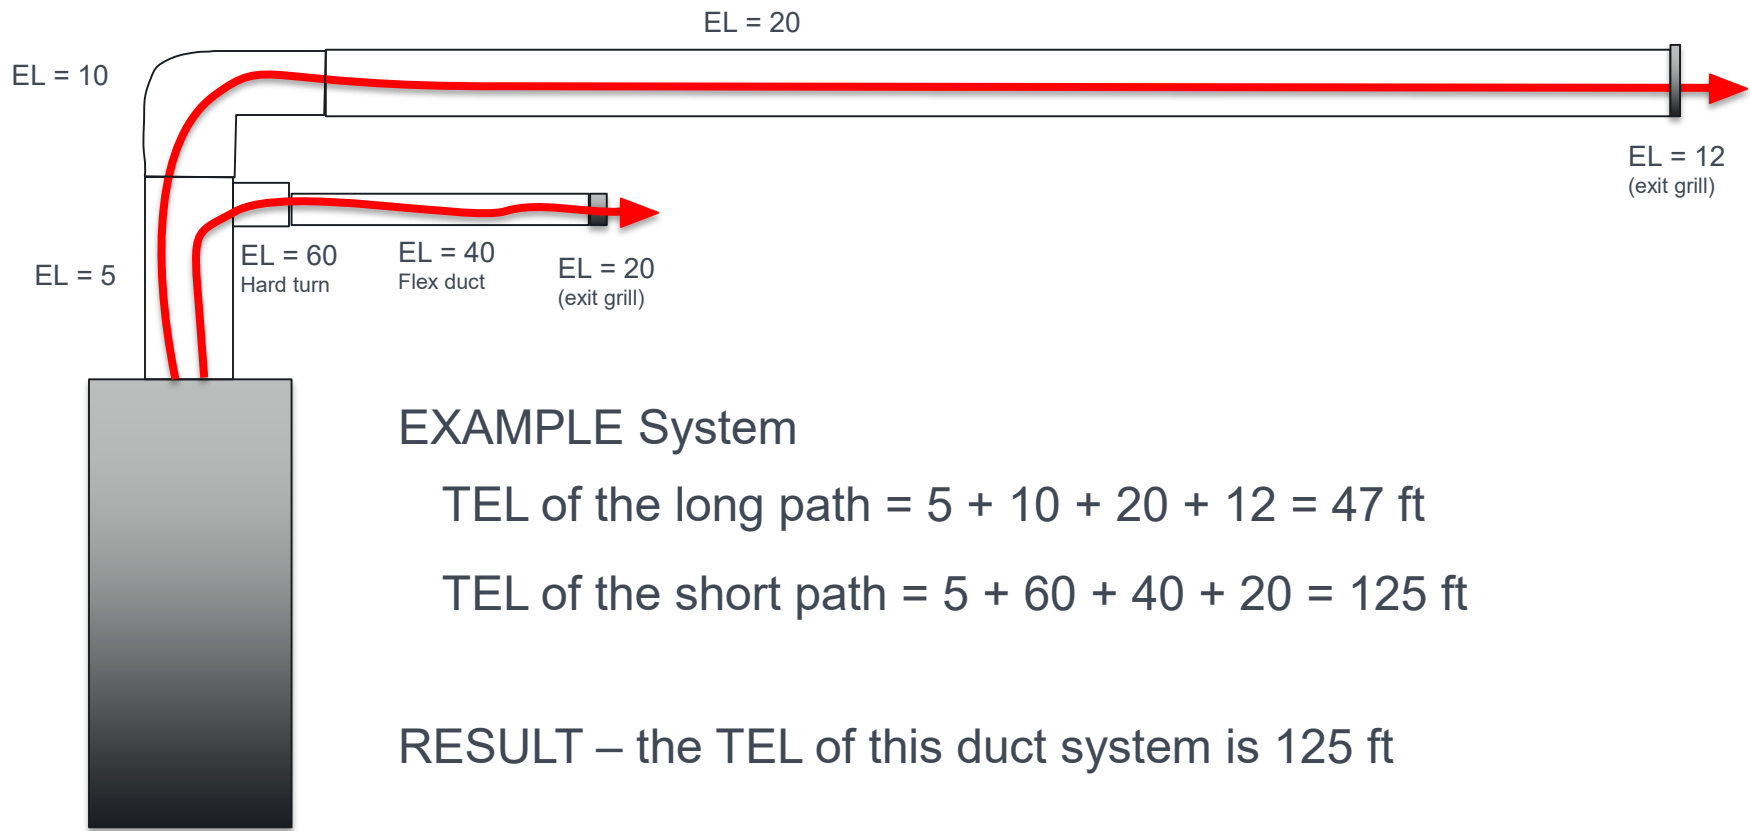 EL = 20
EL = 10
EL = 12
(exit grill)
EL = 5
EL = 60
Hard turn
EL = 40
Flex duct
EL = 20
(exit grill)
EXAMPLE System
TEL of the long path = 5 + 10 + 20 + 12 = 47 ft
TEL of the short path = 5 + 60 + 40 + 20 = 125 ft
RESULT – the TEL of this duct system is 125 ft